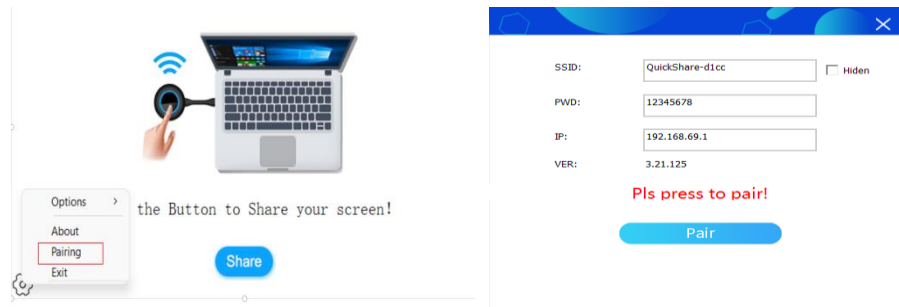 Options >
the Button to Share your screen!
About
Pairing
Exit
Share
SSID: QuickShare-d1cc Hiden
PWD: 12345678
IP: 192.168.69.1
VER: 3.21.125
Pls press to pair!
Pair